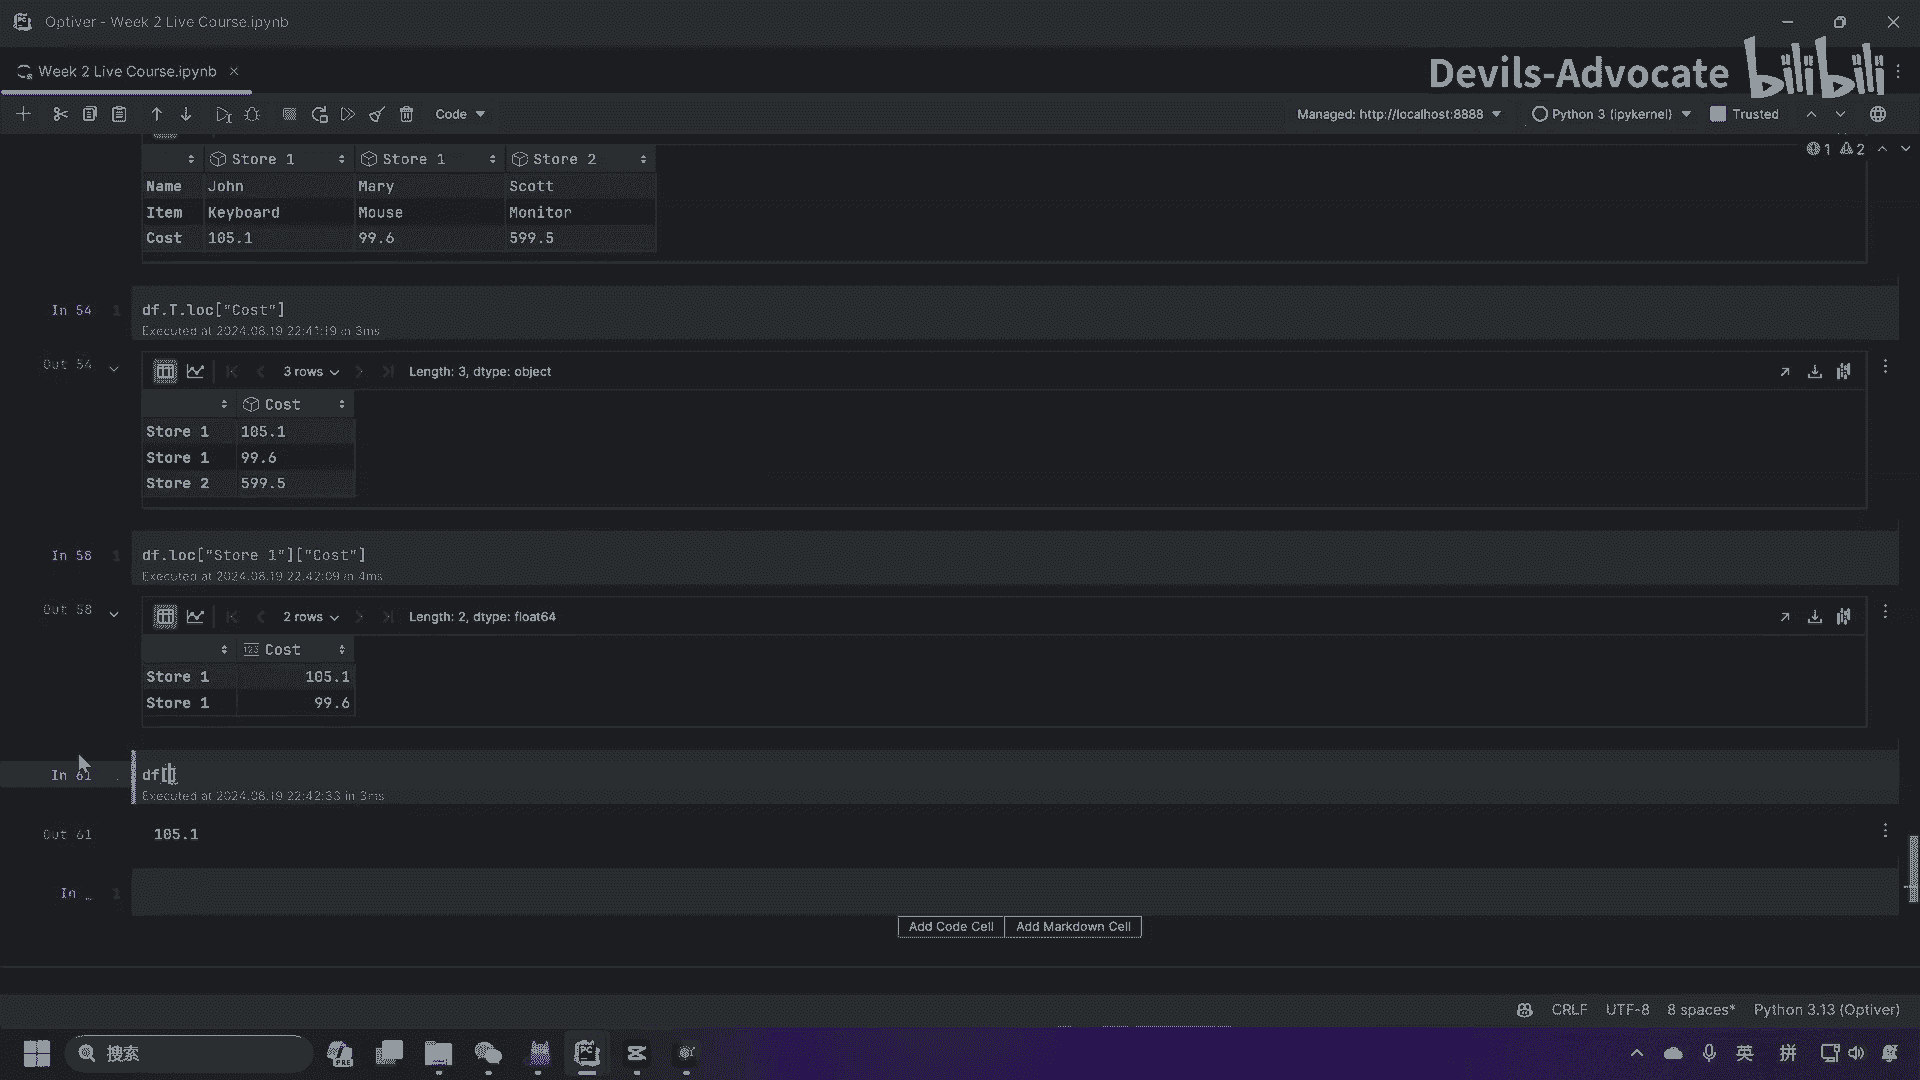 Optiver - Week 2 Live Course.ipynb
Week 2 Live Course.ipynb
Devils-Advocate bilibili
Code
Managed: http://localhost:8888
Python 3 (ipykernel)
Trusted
1 2
Store 1 Store 1 Store 2
Name John Mary Scott
Item Keyboard Mouse Monitor
Cost 105.1 99.6 599.5
In 54 1 df.T.loc["Cost"]
Executed at 2024.08.19 22:41:19 in 3ms
Out 54 3 rows Length: 3, dtype: object
Cost
Store 1 105.1
Store 1 99.6
Store 2 599.5
In 58 1 df.loc["Store 1"]["Cost"]
Executed at 2024.08.19 22:42:09 in 4ms
Out 58 2 rows Length: 2, dtype: float64
123 Cost
Store 1 105.1
Store 1 99.6
In 61 df[]
Executed at 2024.08.19 22:42:33 in 3ms
Out 61 105.1
In _ 1
Add Code Cell Add Markdown Cell
CRLF UTF-8 8 spaces* Python 3.13 (Optiver)
搜索
PRE
PC
英
拼